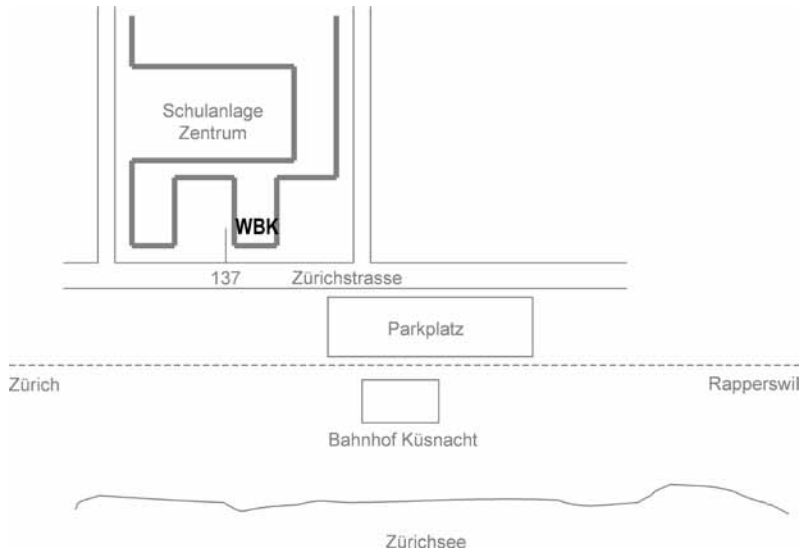 Schulanlage
Zentrum
WBK
137 Zürichstrasse
Parkplatz
Zürich
Rapperswil
Bahnhof Küsnacht
Zürichsee